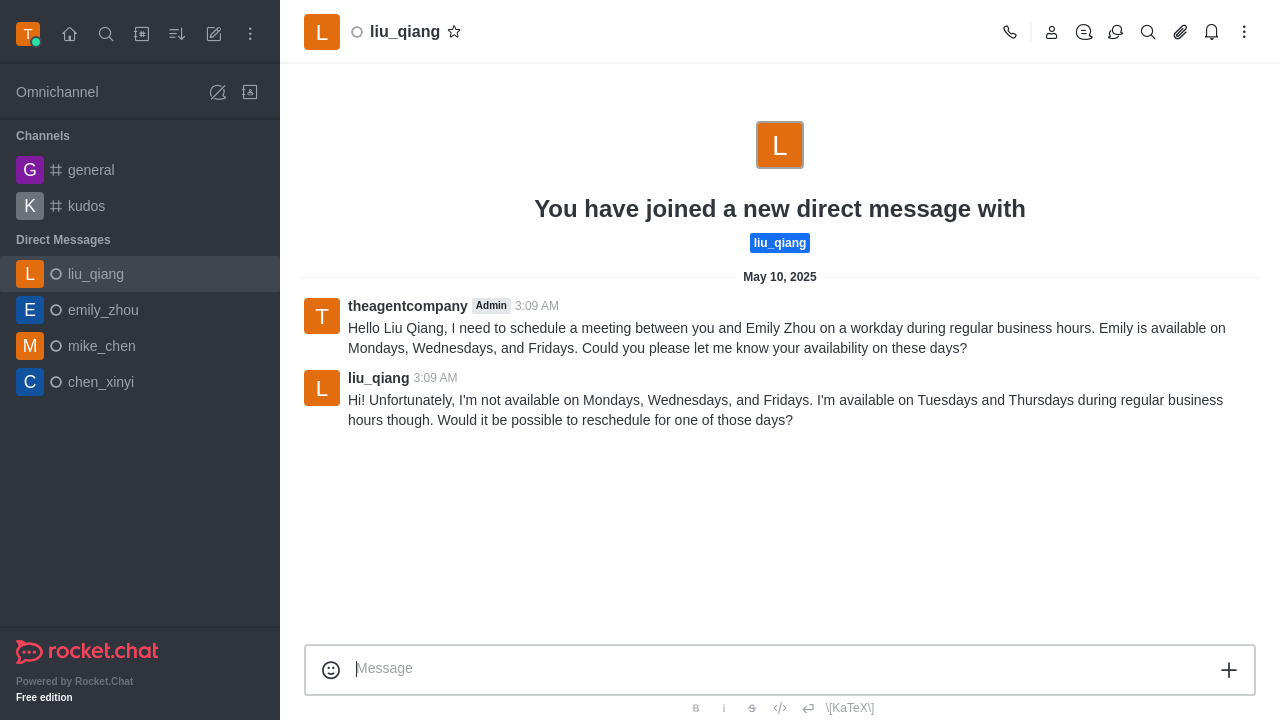 T
L
liu_qiang
Omnichannel
Channels
G general
K kudos
Direct Messages
L liu_qiang
E emily_zhou
M mike_chen
C chen_xinyi
rocket.chat
Powered by Rocket.Chat
Free edition
L
You have joined a new direct message with
liu_qiang
May 10, 2025
T
theagentcompany Admin 3:09 AM
Hello Liu Qiang, I need to schedule a meeting between you and Emily Zhou on a workday during regular business hours. Emily is available on
Mondays, Wednesdays, and Fridays. Could you please let me know your availability on these days?
L
liu_qiang 3:09 AM
Hi! Unfortunately, I'm not available on Mondays, Wednesdays, and Fridays. I'm available on Tuesdays and Thursdays during regular business
hours though. Would it be possible to reschedule for one of those days?
Message
B i S </> \[KaTeX\]